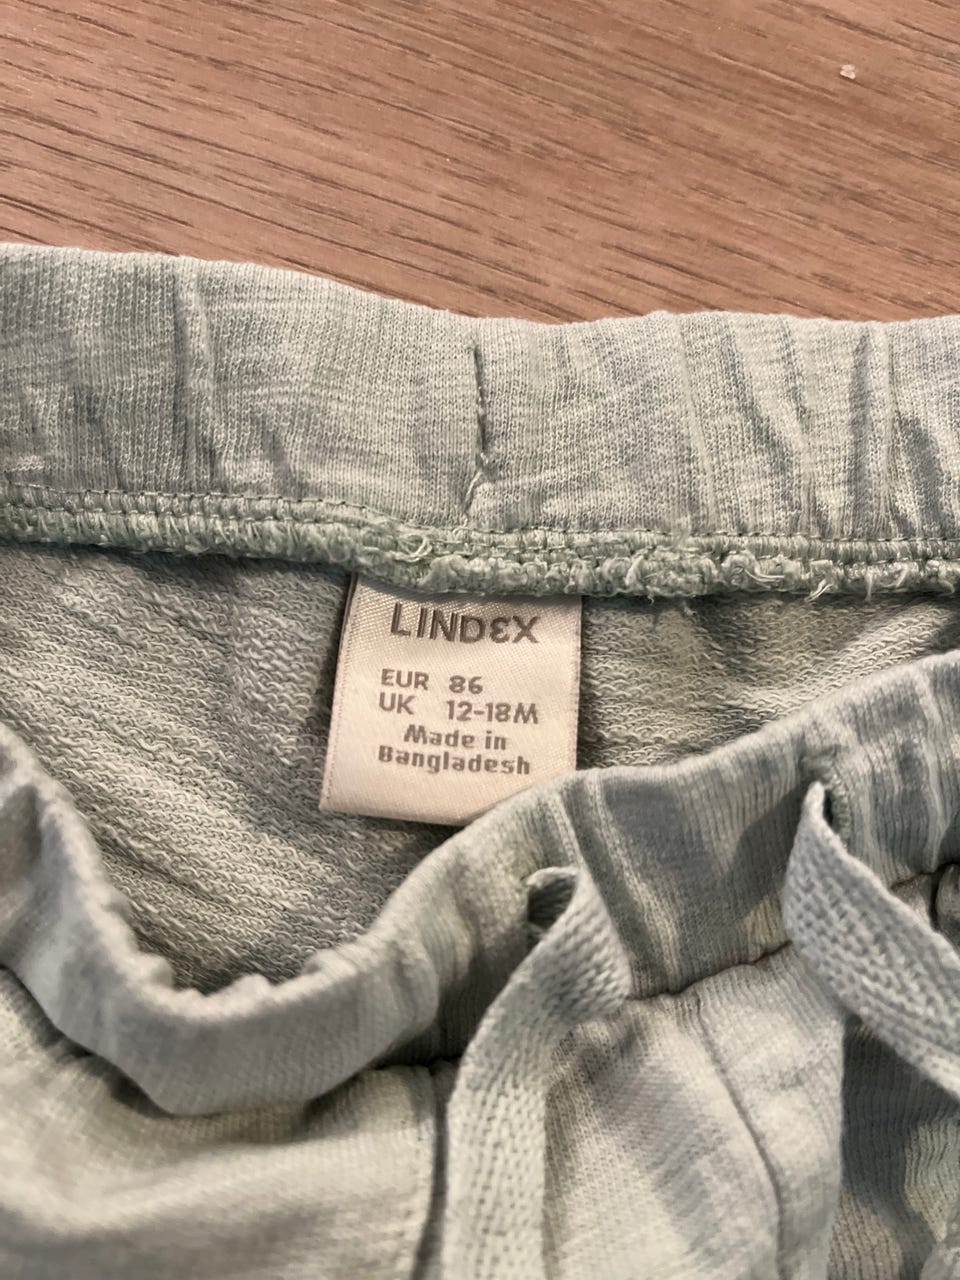 LINDEX
EUR 86
UK 12-18M
Made in
Bangladesh